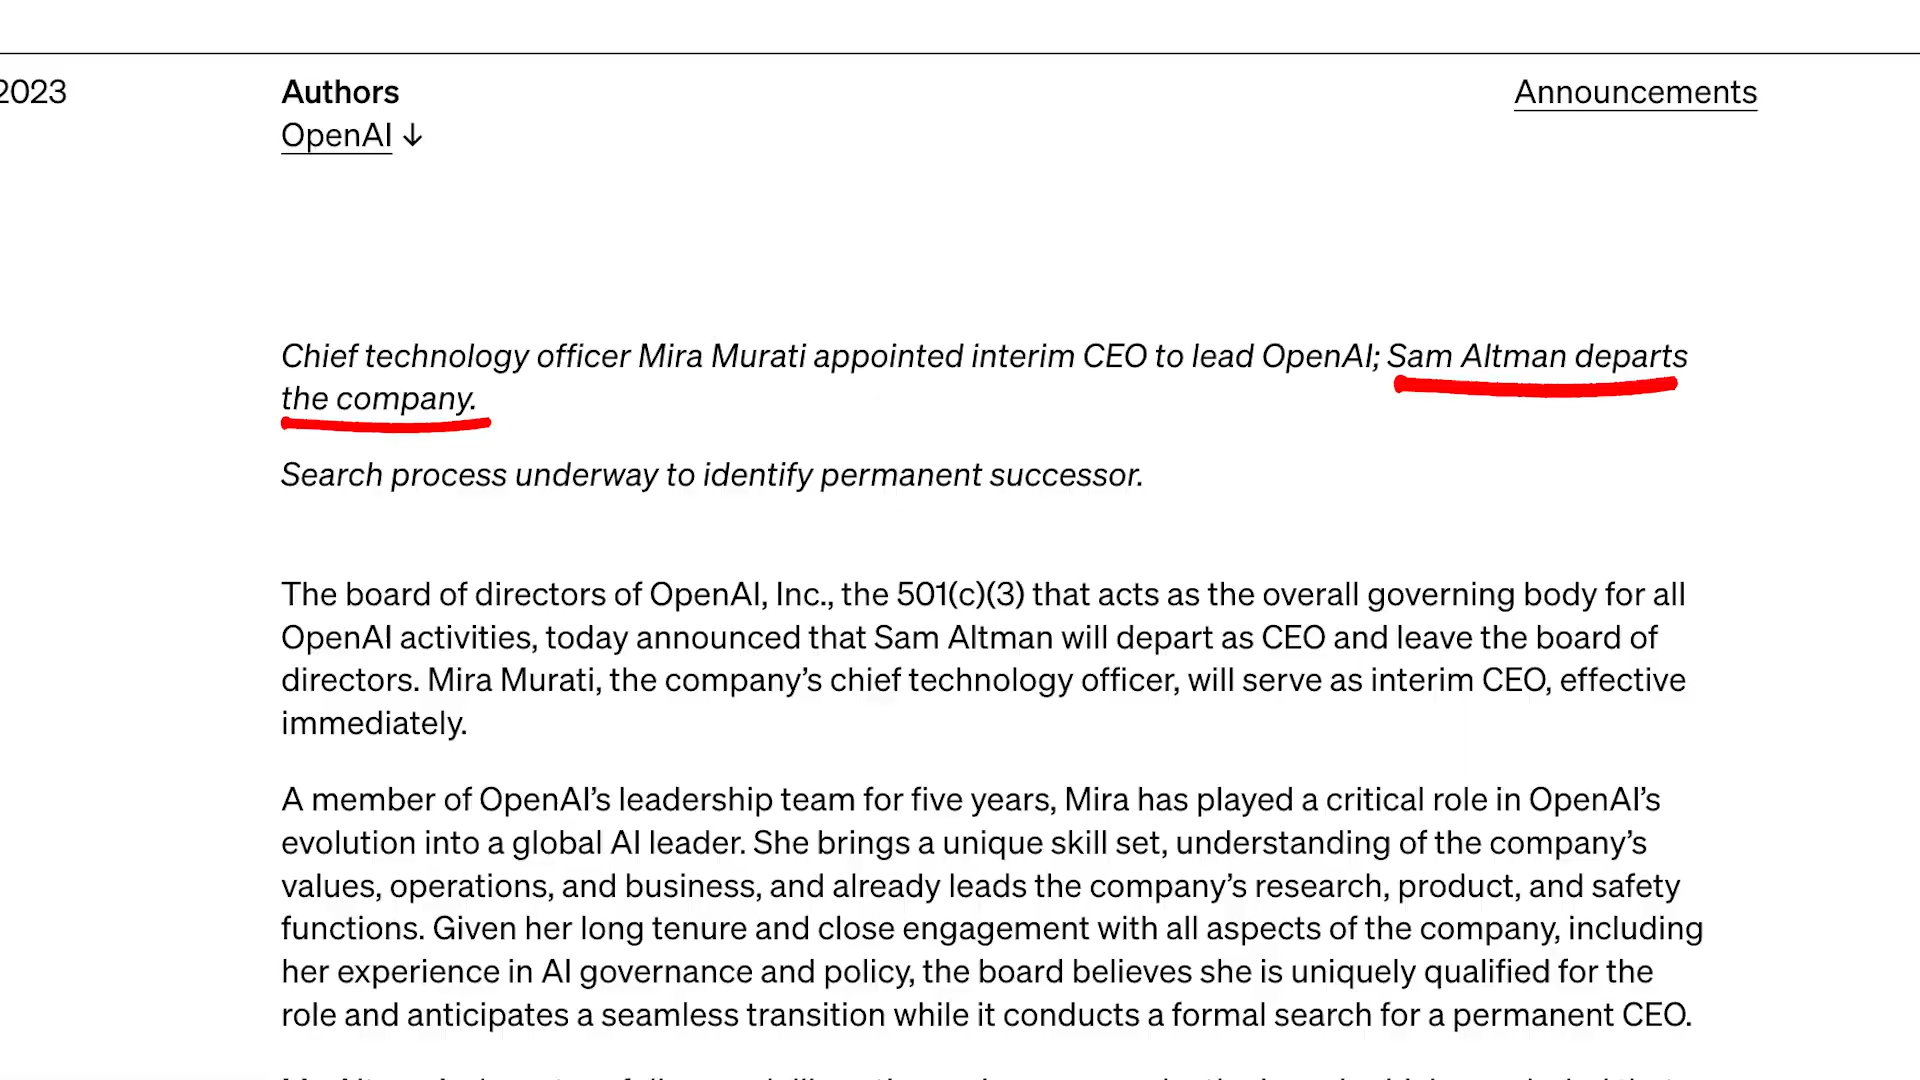 2023
Authors
Announcements
OpenAI ↓
Chief technology officer Mira Murati appointed interim CEO to lead OpenAI; Sam Altman departs
the company.
Search process underway to identify permanent successor.
The board of directors of OpenAI, Inc., the 501(c)(3) that acts as the overall governing body for all
OpenAI activities, today announced that Sam Altman will depart as CEO and leave the board of
directors. Mira Murati, the company’s chief technology officer, will serve as interim CEO, effective
immediately.
A member of OpenAI’s leadership team for five years, Mira has played a critical role in OpenAI’s
evolution into a global AI leader. She brings a unique skill set, understanding of the company’s
values, operations, and business, and already leads the company’s research, product, and safety
functions. Given her long tenure and close engagement with all aspects of the company, including
her experience in AI governance and policy, the board believes she is uniquely qualified for the
role and anticipates a seamless transition while it conducts a formal search for a permanent CEO.